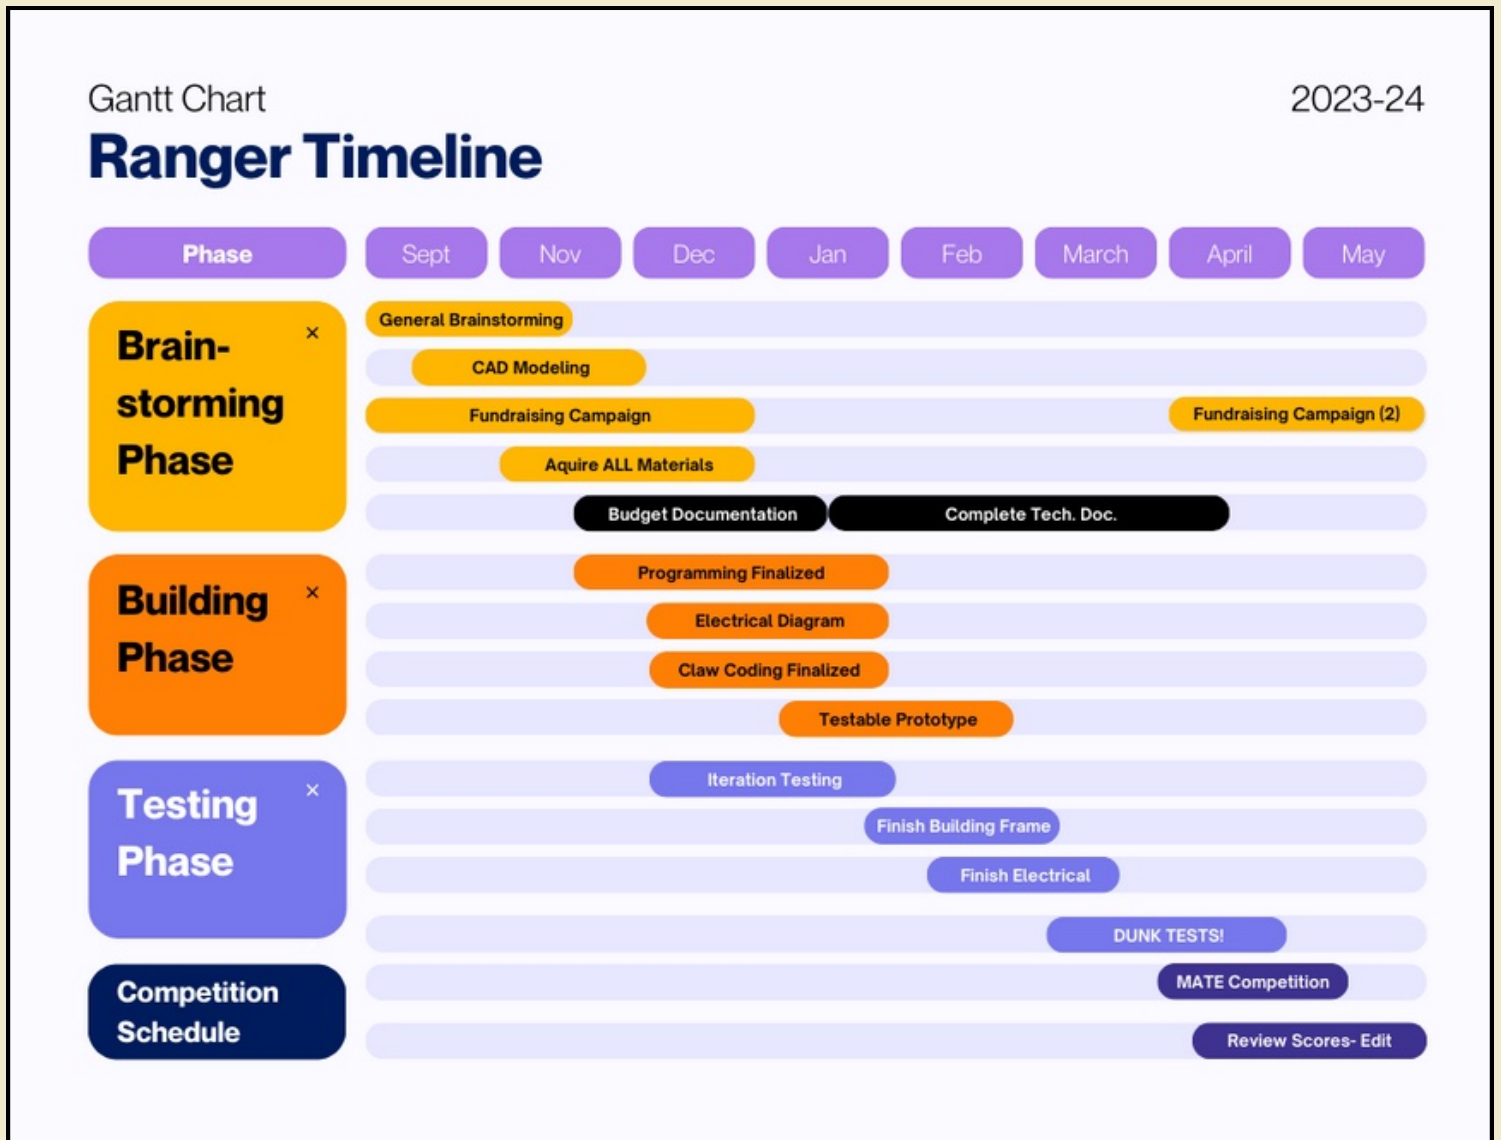 Gantt Chart
2023-24
Ranger Timeline
Phase
Sept
Nov
Dec
Jan
Feb
March
April
May
Brain-
storming
Phase
×
General Brainstorming
CAD Modeling
Fundraising Campaign
Fundraising Campaign (2)
Aquire ALL Materials
Budget Documentation
Complete Tech. Doc.
Building
Phase
×
Programming Finalized
Electrical Diagram
Claw Coding Finalized
Testable Prototype
Testing
Phase
×
Iteration Testing
Finish Building Frame
Finish Electrical
DUNK TESTS!
Competition
Schedule
MATE Competition
Review Scores- Edit